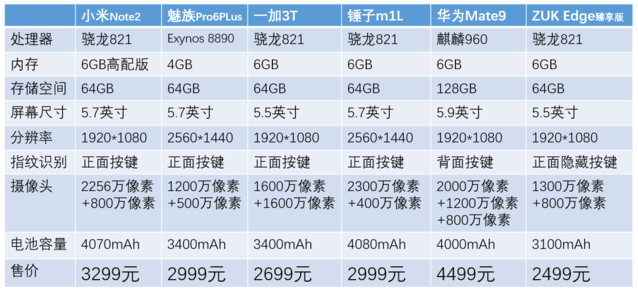 小米Note2 魅族Pro6PLus 一加3T 锤子m1L 华为Mate9 ZUK Edge臻享版
处理器 骁龙821 Exynos 8890 骁龙821 骁龙821 麒麟960 骁龙821
内存 6GB高配版 4GB 6GB 6GB 6GB 6GB
存储空间 64GB 64GB 64GB 64GB 128GB 64GB
屏幕尺寸 5.7英寸 5.7英寸 5.5英寸 5.7英寸 5.9英寸 5.5英寸
分辨率 1920*1080 2560*1440 1920*1080 2560*1440 1920*1080 1920*1080
指纹识别 正面按键 正面按键 正面按键 正面按键 背面按键 正面隐藏按键
摄像头 2256万像素 1200万像素 1600万像素 2300万像素 2000万像素 1300万像素
+800万像素 +500万像素 +1600万像素 +400万像素 +1200万像素 +800万像素
+800万像素
电池容量 4070mAh 3400mAh 3400mAh 4080mAh 4000mAh 3100mAh
售价 3299元 2999元 2699元 2999元 4499元 2499元